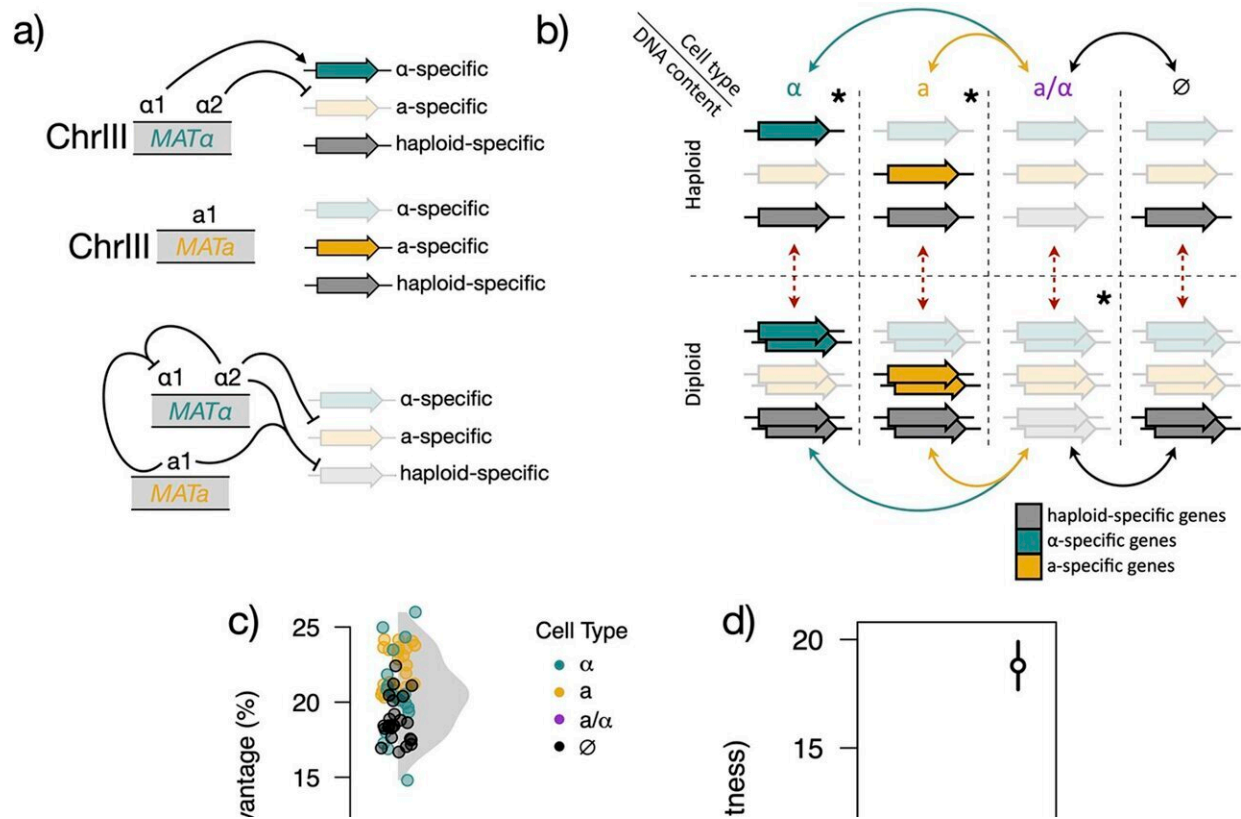 a)
α1 α2
ChrIII MATα
α-specific
a-specific
haploid-specific
a1
ChrIII MATa
α-specific
a-specific
haploid-specific
α1 α2
MATα
a1
MATa
α-specific
a-specific
haploid-specific
b)
Cell type
DNA content
α * a * a/α ∅
Haploid
*
Diploid
haploid-specific genes
α-specific genes
a-specific genes
c)
25
20
15
vantage (%)
Cell Type
α
a
a/α
∅
d)
20
15
tness)